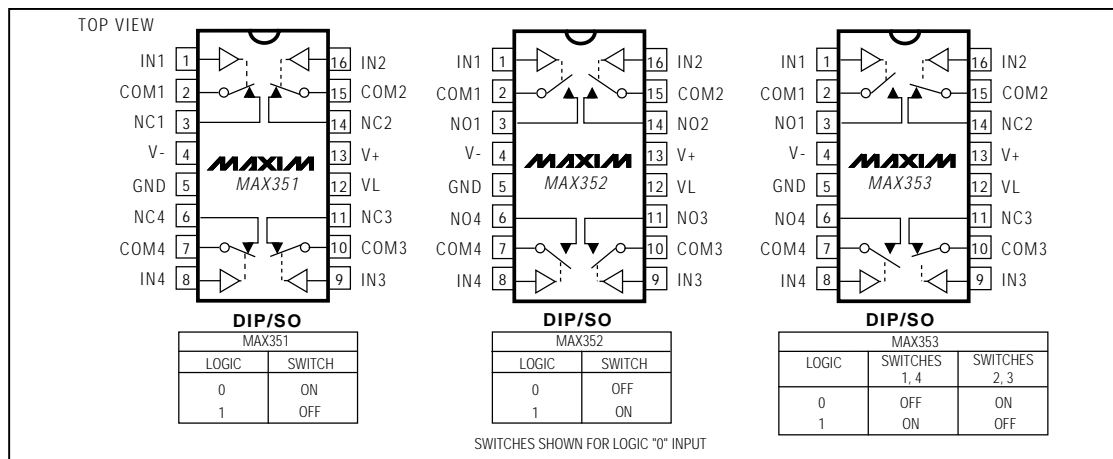 TOP VIEW
IN1 1 16 IN2
COM1 2 15 COM2
NC1 3 14 NC2
V- 4 13 V+
GND 5 12 VL
NC4 6 11 NC3
COM4 7 10 COM3
IN4 8 9 IN3
MAXIM
MAX351
DIP/SO
MAX351
LOGIC SWITCH
0 ON
1 OFF
IN1 1 16 IN2
COM1 2 15 COM2
NO1 3 14 NO2
V- 4 13 V+
GND 5 12 VL
NO4 6 11 NO3
COM4 7 10 COM3
IN4 8 9 IN3
MAXIM
MAX352
DIP/SO
MAX352
LOGIC SWITCH
0 OFF
1 ON
IN1 1 16 IN2
COM1 2 15 COM2
NO1 3 14 NC2
V- 4 13 V+
GND 5 12 VL
NO4 6 11 NC3
COM4 7 10 COM3
IN4 8 9 IN3
MAXIM
MAX353
DIP/SO
MAX353
LOGIC SWITCHES 1, 4 SWITCHES 2, 3
0 OFF ON
1 ON OFF
SWITCHES SHOWN FOR LOGIC "0" INPUT